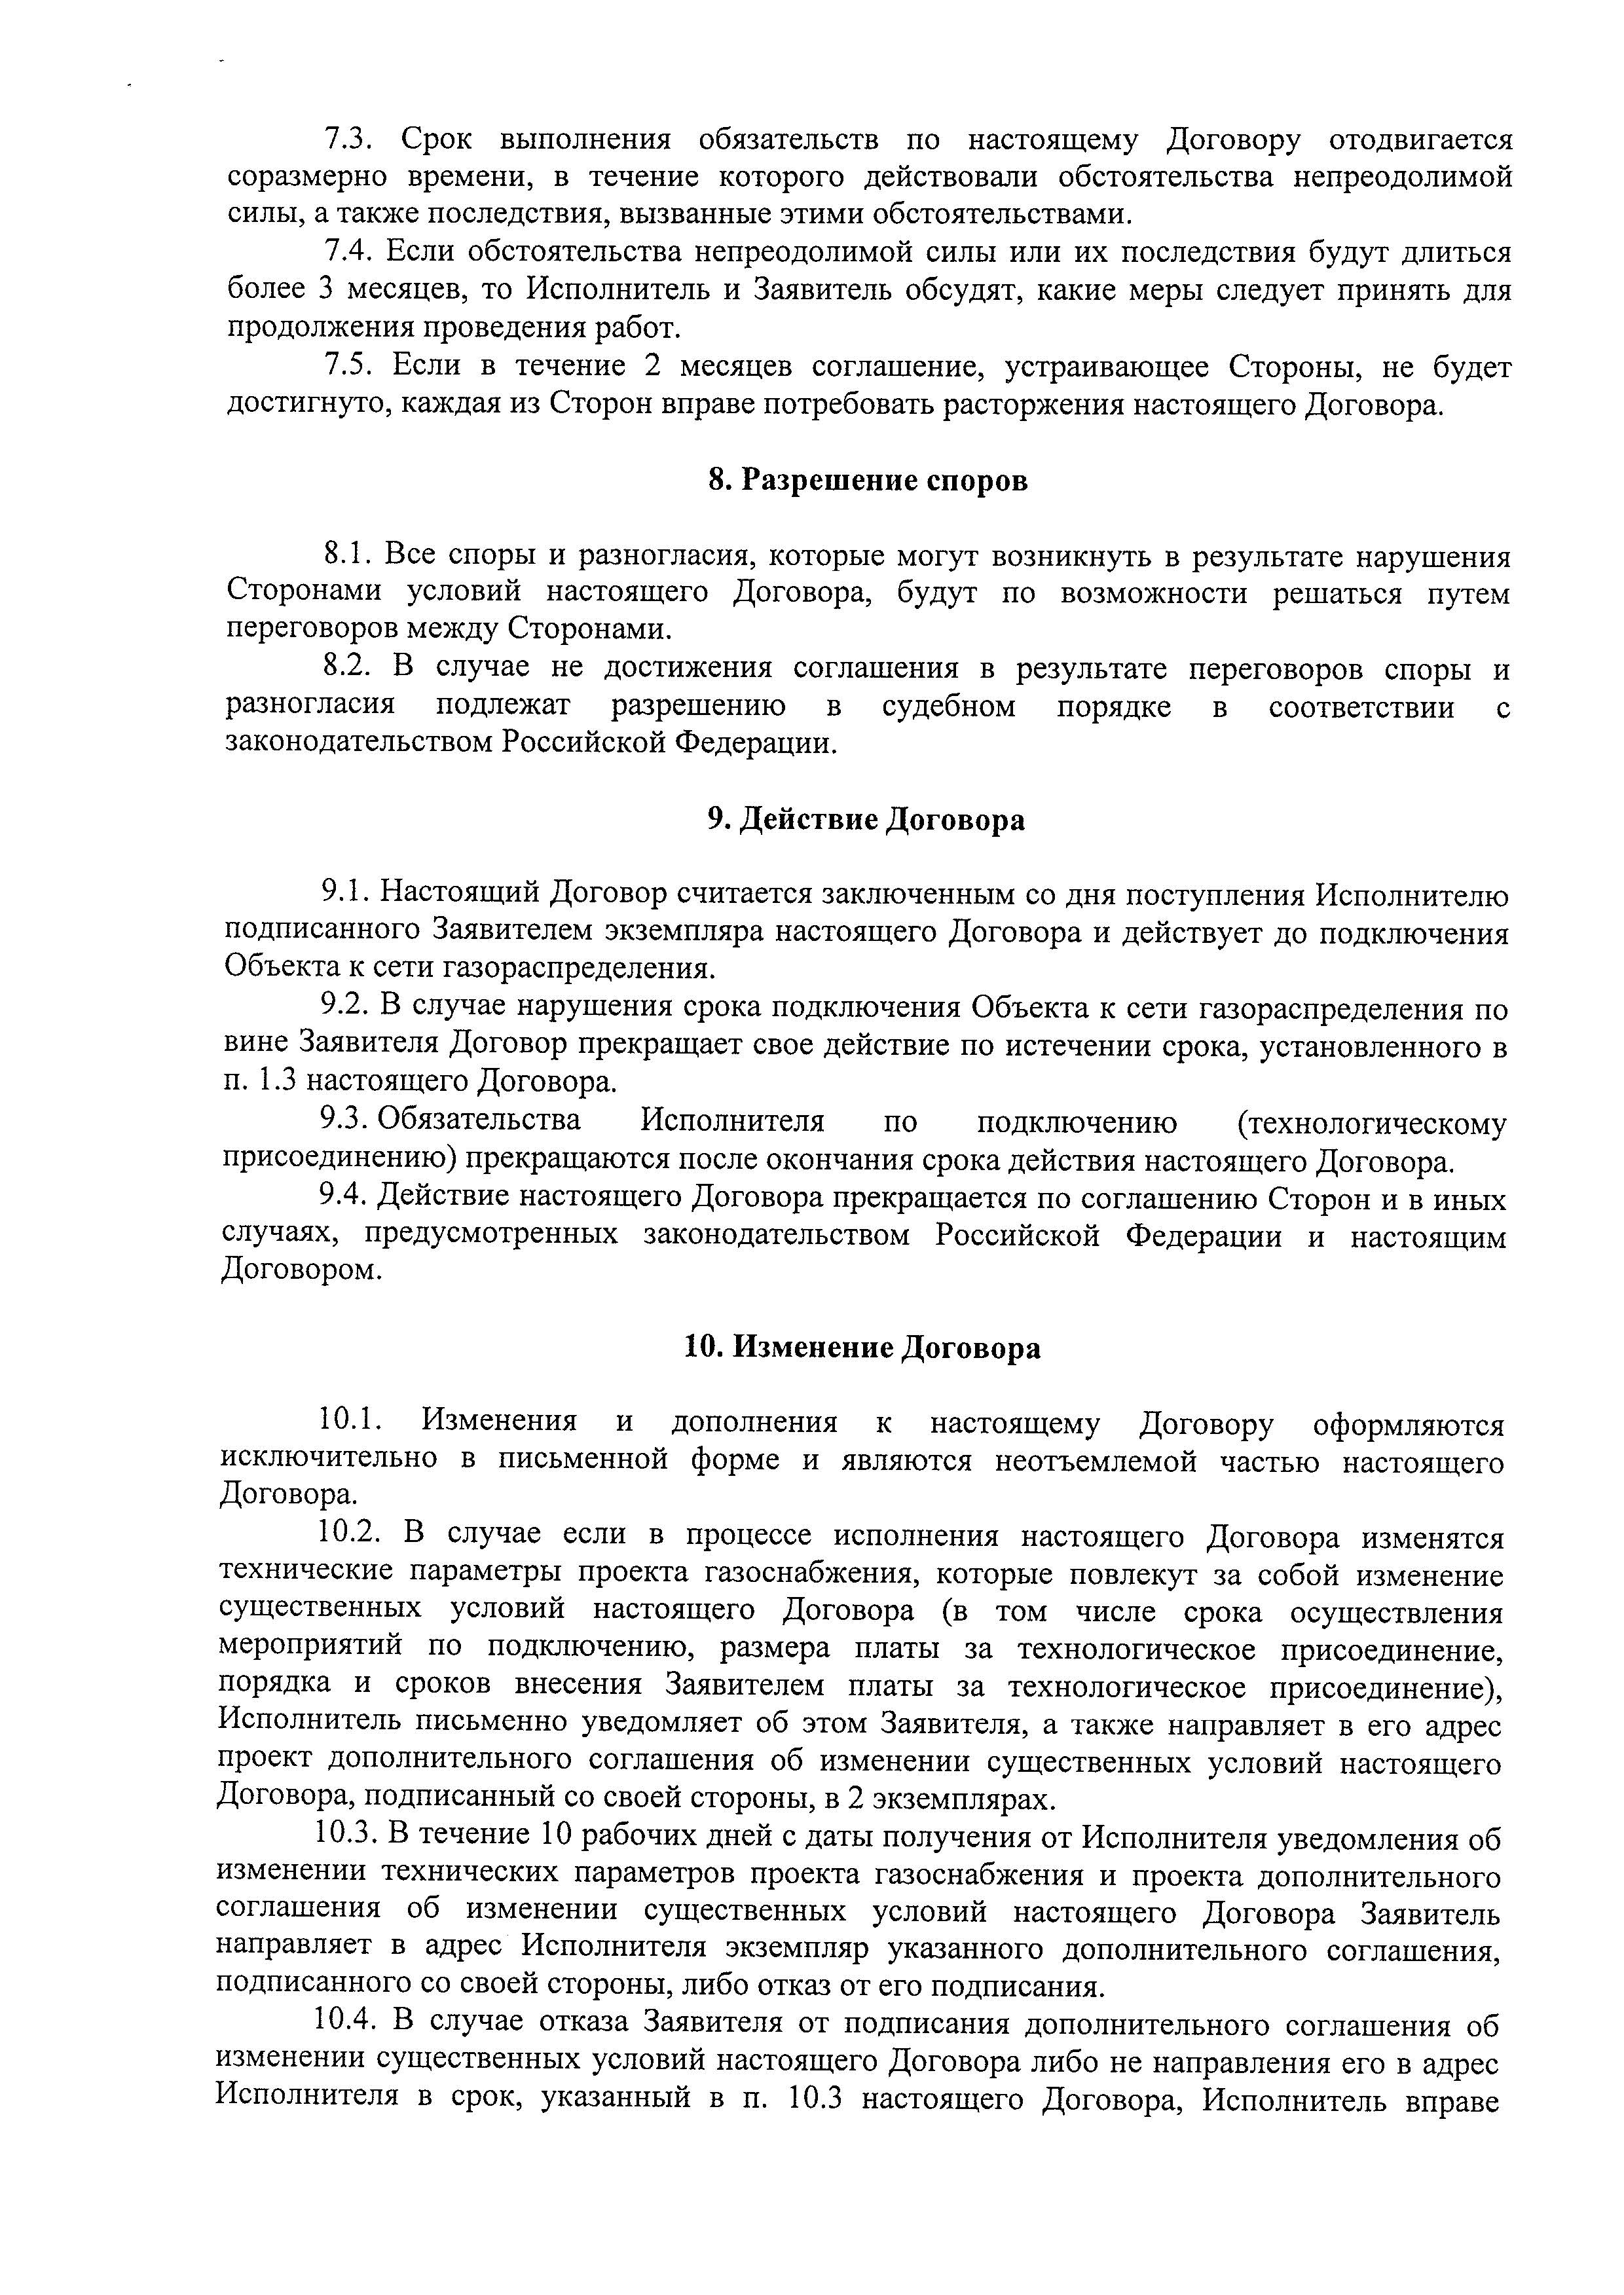 7.3. Срок выполнения обязательств по настоящему Договору отодвигается
соразмерно времени, в течение которого действовали обстоятельства непреодолимой
силы, а также последствия, вызванные этими обстоятельствами.
7.4. Если обстоятельства непреодолимой силы или их последствия будут длиться
более 3 месяцев, то Исполнитель и Заявитель обсудят, какие меры следует принять для
продолжения проведения работ.
7.5. Если в течение 2 месяцев соглашение, устраивающее Стороны, не будет
достигнуто, каждая из Сторон вправе потребовать расторжения настоящего Договора.
8. Разрешение споров
8.1. Все споры и разногласия, которые могут возникнуть в результате нарушения
Сторонами условий настоящего Договора, будут по возможности решаться путем
переговоров между Сторонами.
8.2. В случае не достижения соглашения в результате переговоров споры и
разногласия подлежат разрешению в судебном порядке в соответствии с
законодательством Российской Федерации.
9. Действие Договора
9.1. Настоящий Договор считается заключенным со дня поступления Исполнителю
подписанного Заявителем экземпляра настоящего Договора и действует до подключения
Объекта к сети газораспределения.
9.2. В случае нарушения срока подключения Объекта к сети газораспределения по
вине Заявителя Договор прекращает свое действие по истечении срока, установленного в
п. 1.3 настоящего Договора.
9.3. Обязательства Исполнителя по подключению (технологическому
присоединению) прекращаются после окончания срока действия настоящего Договора.
9.4. Действие настоящего Договора прекращается по соглашению Сторон и в иных
случаях, предусмотренных законодательством Российской Федерации и настоящим
Договором.
10. Изменение Договора
10.1. Изменения и дополнения к настоящему Договору оформляются
исключительно в письменной форме и являются неотъемлемой частью настоящего
Договора.
10.2. В случае если в процессе исполнения настоящего Договора изменятся
технические параметры проекта газоснабжения, которые повлекут за собой изменение
существенных условий настоящего Договора (в том числе срока осуществления
мероприятий по подключению, размера платы за технологическое присоединение,
порядка и сроков внесения Заявителем платы за технологическое присоединение),
Исполнитель письменно уведомляет об этом Заявителя, а также направляет в его адрес
проект дополнительного соглашения об изменении существенных условий настоящего
Договора, подписанный со своей стороны, в 2 экземплярах.
10.3. В течение 10 рабочих дней с даты получения от Исполнителя уведомления об
изменении технических параметров проекта газоснабжения и проекта дополнительного
соглашения об изменении существенных условий настоящего Договора Заявитель
направляет в адрес Исполнителя экземпляр указанного дополнительного соглашения,
подписанного со своей стороны, либо отказ от его подписания.
10.4. В случае отказа Заявителя от подписания дополнительного соглашения об
изменении существенных условий настоящего Договора либо не направления его в адрес
Исполнителя в срок, указанный в п. 10.3 настоящего Договора, Исполнитель вправе